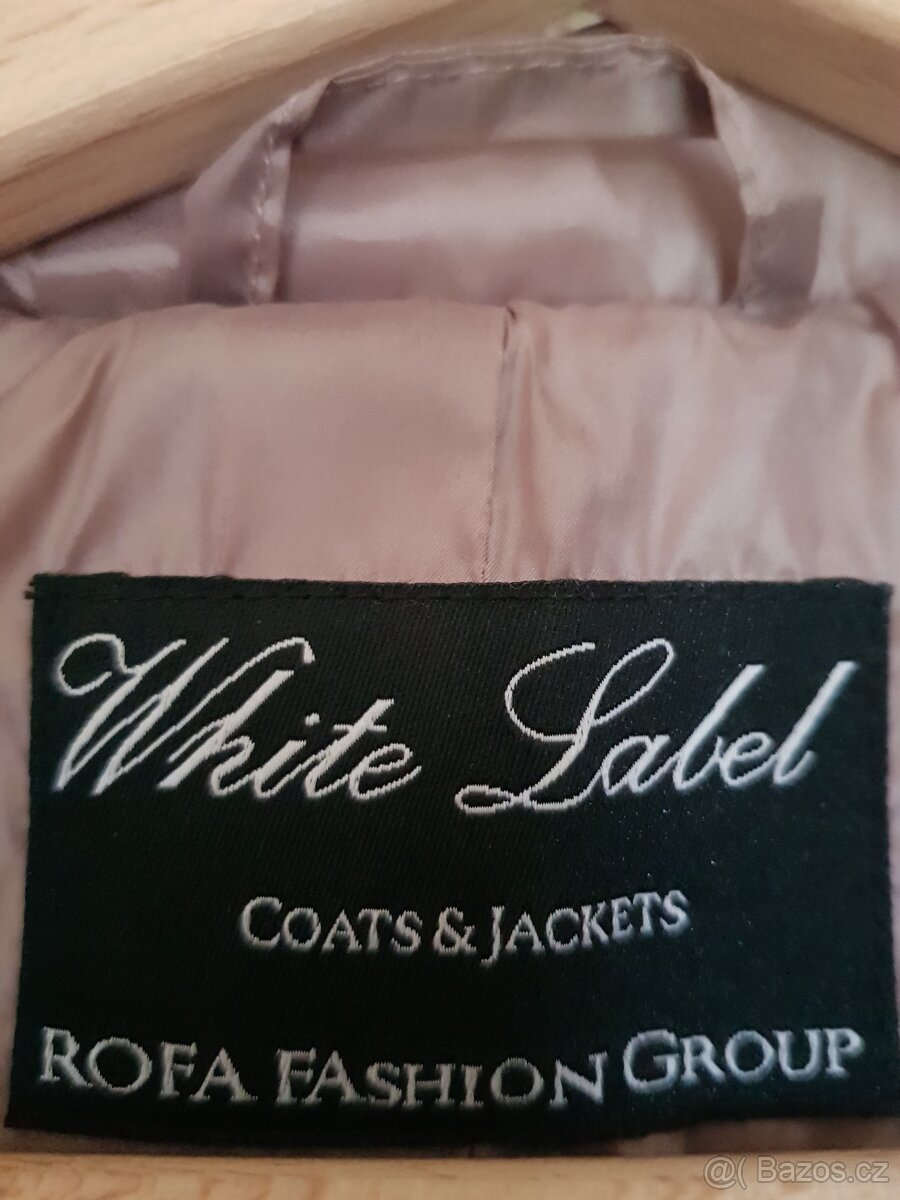 White Label
COATS & JACKETS
ROFA FASHION GROUP
@( Bazos.cz